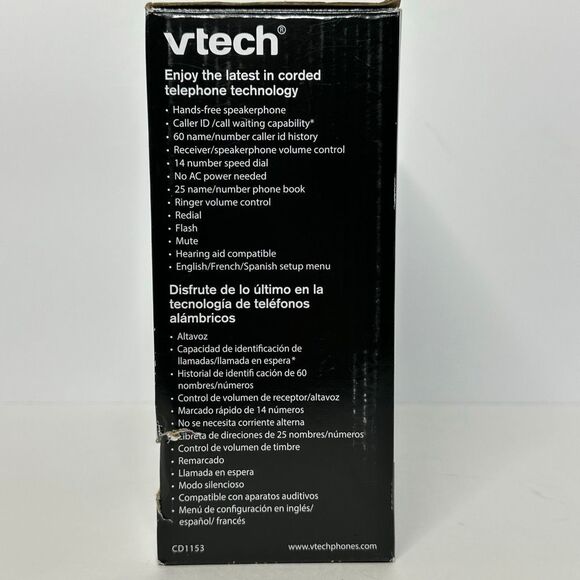 vtech®
Enjoy the latest in corded
telephone technology
• Hands-free speakerphone
• Caller ID /call waiting capability*
• 60 name/number caller id history
• Receiver/speakerphone volume control
• 14 number speed dial
• No AC power needed
• 25 name/number phone book
• Ringer volume control
• Redial
• Flash
• Mute
• Hearing aid compatible
• English/French/Spanish setup menu
Disfrute de lo último en la
tecnología de teléfonos
alámbricos
• Altavoz
• Capacidad de identificación de
llamadas/llamada en espera*
• Historial de identifi cación de 60
nombres/números
• Control de volumen de receptor/altavoz
• Marcado rápido de 14 números
• No se necesita corriente alterna
• Libreta de direciones de 25 nombres/números
• Control de volumen de timbre
• Remarcado
• Llamada en espera
• Modo silencioso
• Compatible con aparatos auditivos
• Menú de configuración en inglés/
español/ francés
CD1153 www.vtechphones.com